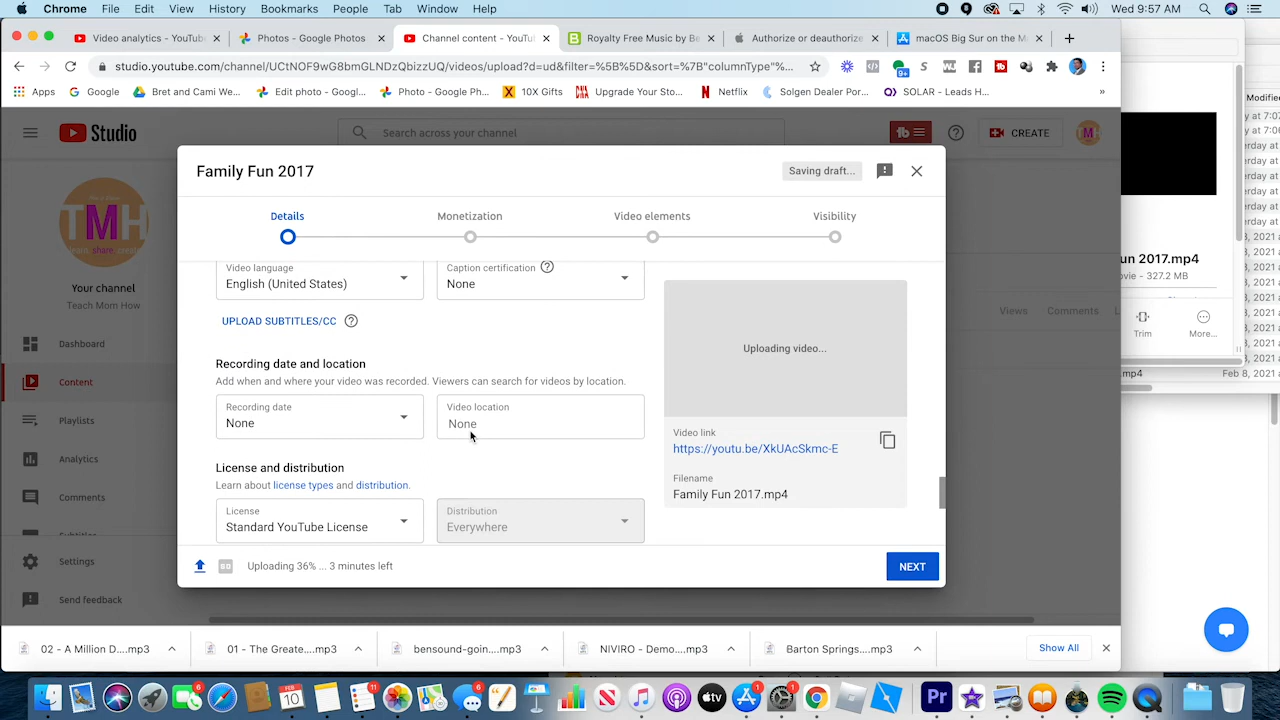 Chrome File Edit View History Bookmarks People Tab Window Help
Wed 9:57 AM
Video analytics - YouTube
Photos - Google Photos
Channel content - YouTu
Royalty Free Music by Be
Authorize or deauthorize
macOS Big Sur on the M
studio.youtube.com/channel/UCtNOF9wG8bmGLNDzQbizzUQ/videos/upload?d=ud&filter=%5B%5D&sort=%7B"columnType"%...
9+
Apps Google Bret and Cami We... Edit photo - Googl... Photo - Google Ph... 10X Gifts Upgrade Your Sto... Netflix Solgen Dealer Por... SOLAR - Leads H...
Modified
Studio
Search across your channel
CREATE
TMH
TMH
learn. share. create.
Your channel
Teach Mom How
Dashboard
Content
Playlists
Analytics
Comments
Settings
Send feedback
Family Fun 2017
Saving draft...
Details
Monetization
Video elements
Visibility
Video language
English (United States)
Caption certification
None
UPLOAD SUBTITLES/CC
Recording date and location
Add when and where your video was recorded. Viewers can search for videos by location.
Recording date
None
Video location
None
License and distribution
Learn about license types and distribution.
License
Standard YouTube License
Distribution
Everywhere
Uploading video...
Video link
https://youtu.be/XkUAcSkmc-E
Filename
Family Fun 2017.mp4
Uploading 36% ... 3 minutes left
NEXT
Views Comments
un 2017.mp4
ovie - 327.2 MB
Trim
More...
.mp4
Feb 8, 2021 a
02 - A Million D....mp3
01 - The Greate....mp3
bensound-goin....mp3
NIVIRO - Demo....mp3
Barton Springs....mp3
Show All